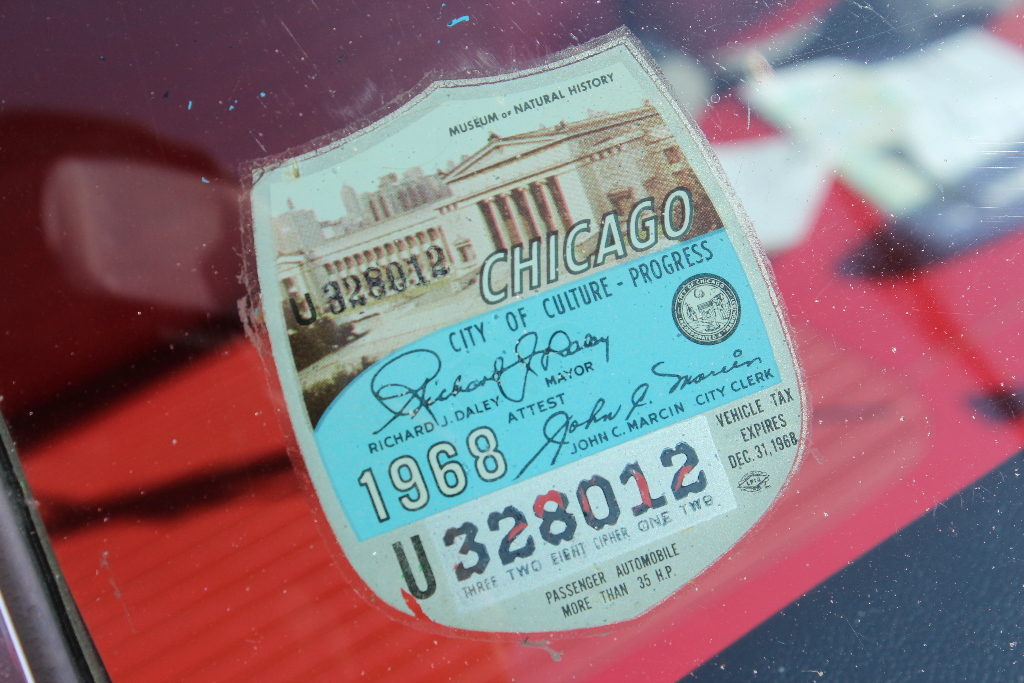 MUSEUM OF NATURAL HISTORY
CHICAGO
U 328012
CITY OF CULTURE - PROGRESS
Richard J. Daley
MAYOR
RICHARD J. DALEY
ATTEST
John C. Marcin
JOHN C. MARCIN CITY CLERK
1968
VEHICLE TAX
EXPIRES
DEC. 31, 1968
U 328012
THREE TWO EIGHT CIPHER ONE TWO
PASSENGER AUTOMOBILE
MORE THAN 35 H.P.